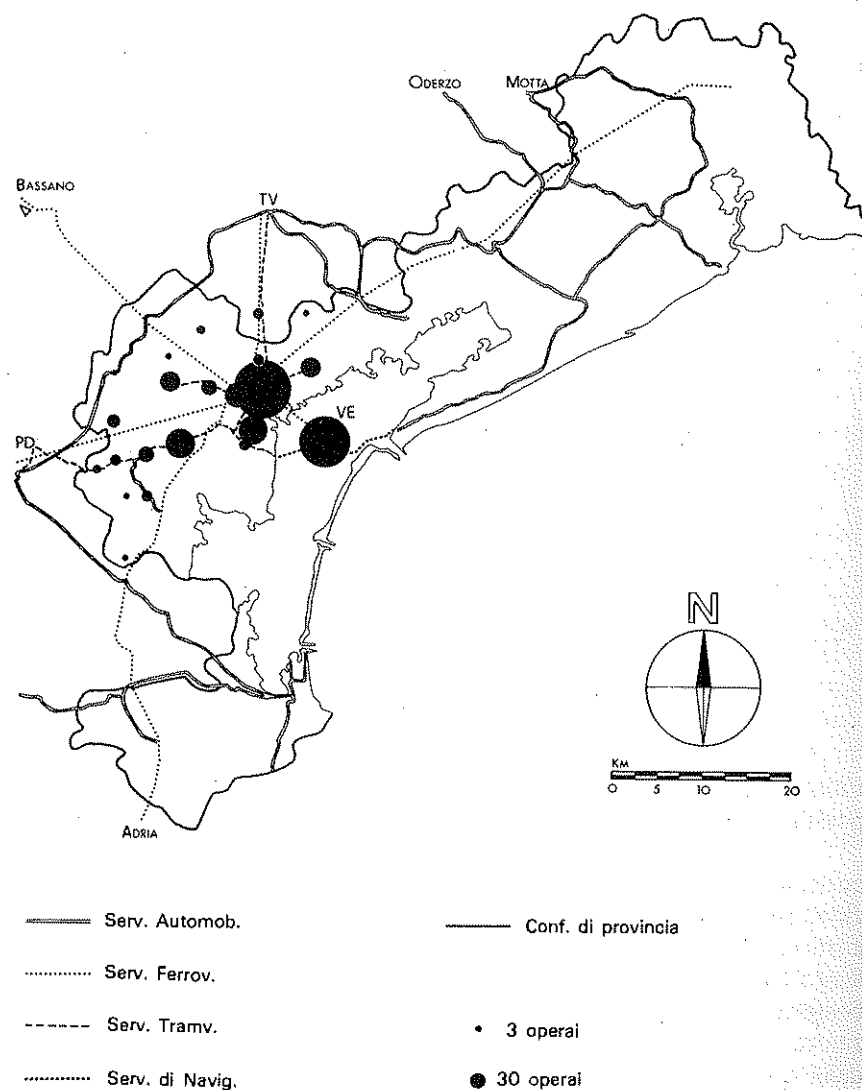 ODERZO
MOTTA
BASSANO
TV
VE
PD
ADRIA
N
KM
0 5 10 20
Serv. Automob.
Conf. di provincia
Serv. Ferrov.
Serv. Tramv.
3 operai
Serv. di Navig.
30 operai